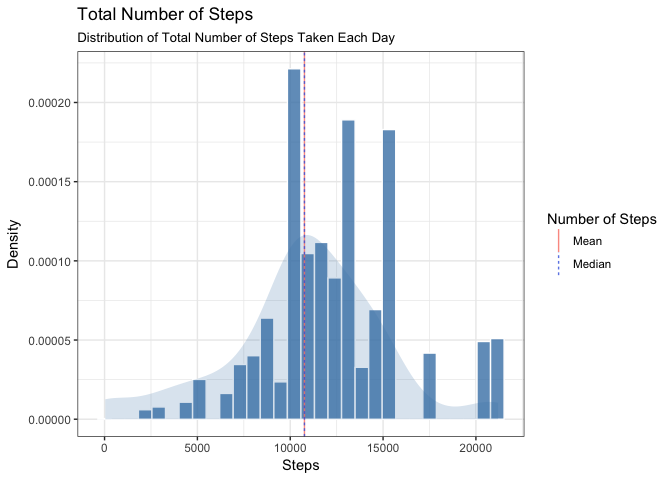 Total Number of Steps
Distribution of Total Number of Steps Taken Each Day
Density
0.00020
0.00015
0.00010
0.00005
0.00000
0 5000 10000 15000 20000
Steps
Number of Steps
Mean
Median